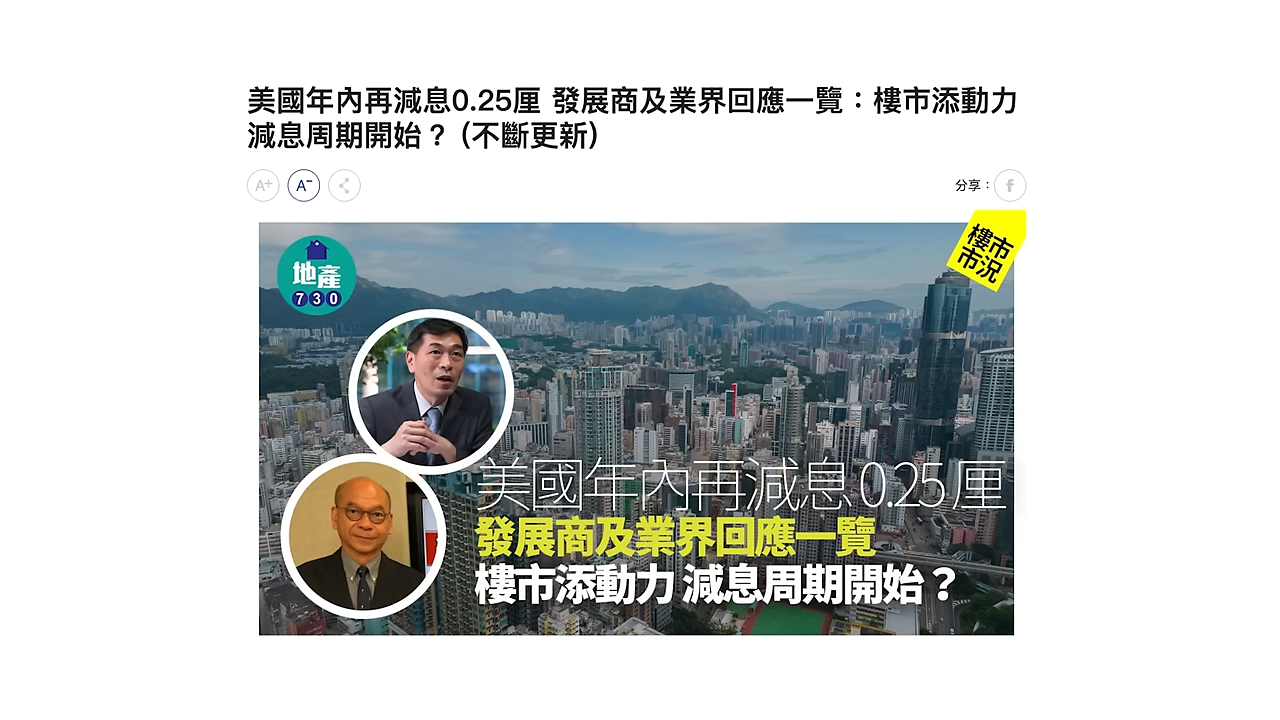 美國年內再減息0.25厘 發展商及業界回應一覽：樓市添動力
減息周期開始？ (不斷更新)
A+
A-
分享：
f
樓市
市況
地產
730
美國年內再減息0.25厘
發展商及業界回應一覽
樓市添動力 減息周期開始？